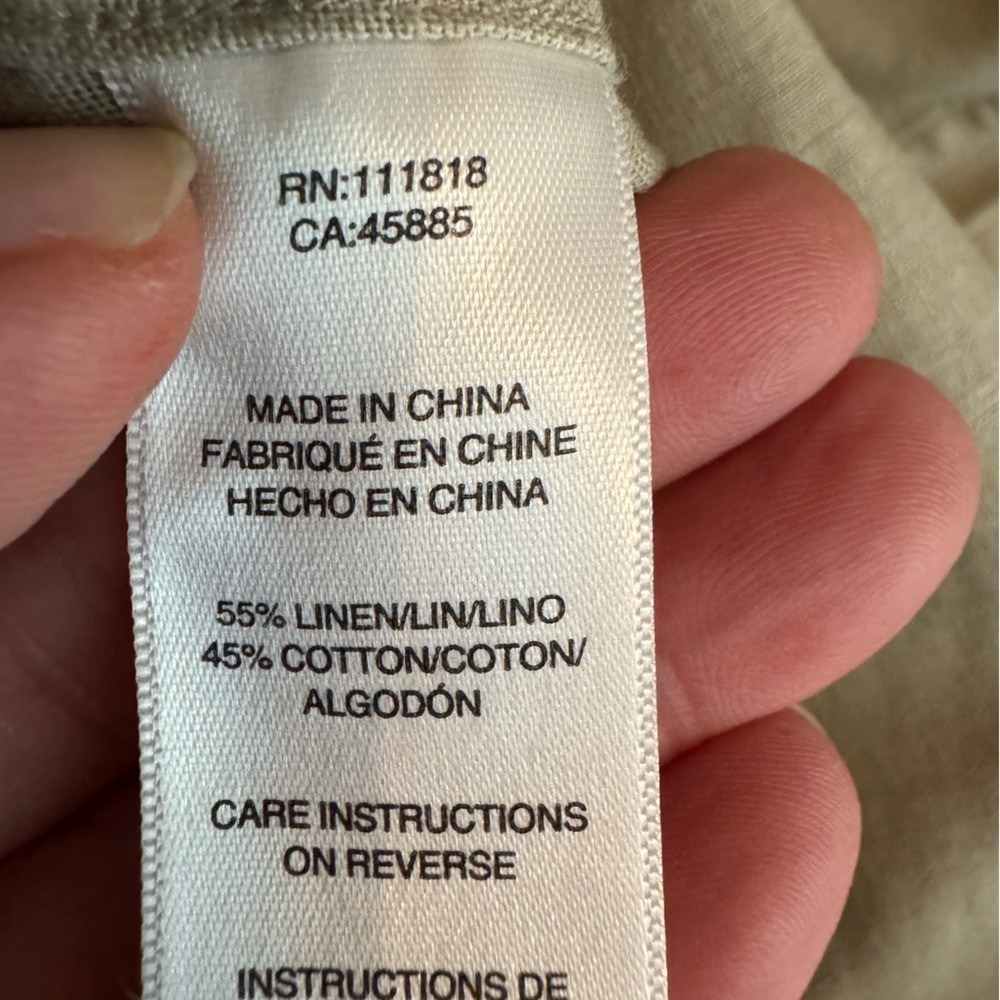 RN:111818
CA:45885
MADE IN CHINA
FABRIQUÉ EN CHINE
HECHO EN CHINA
55% LINEN/LIN/LINO
45% COTTON/COTON/
ALGODÓN
CARE INSTRUCTIONS
ON REVERSE
INSTRUCTIONS DE